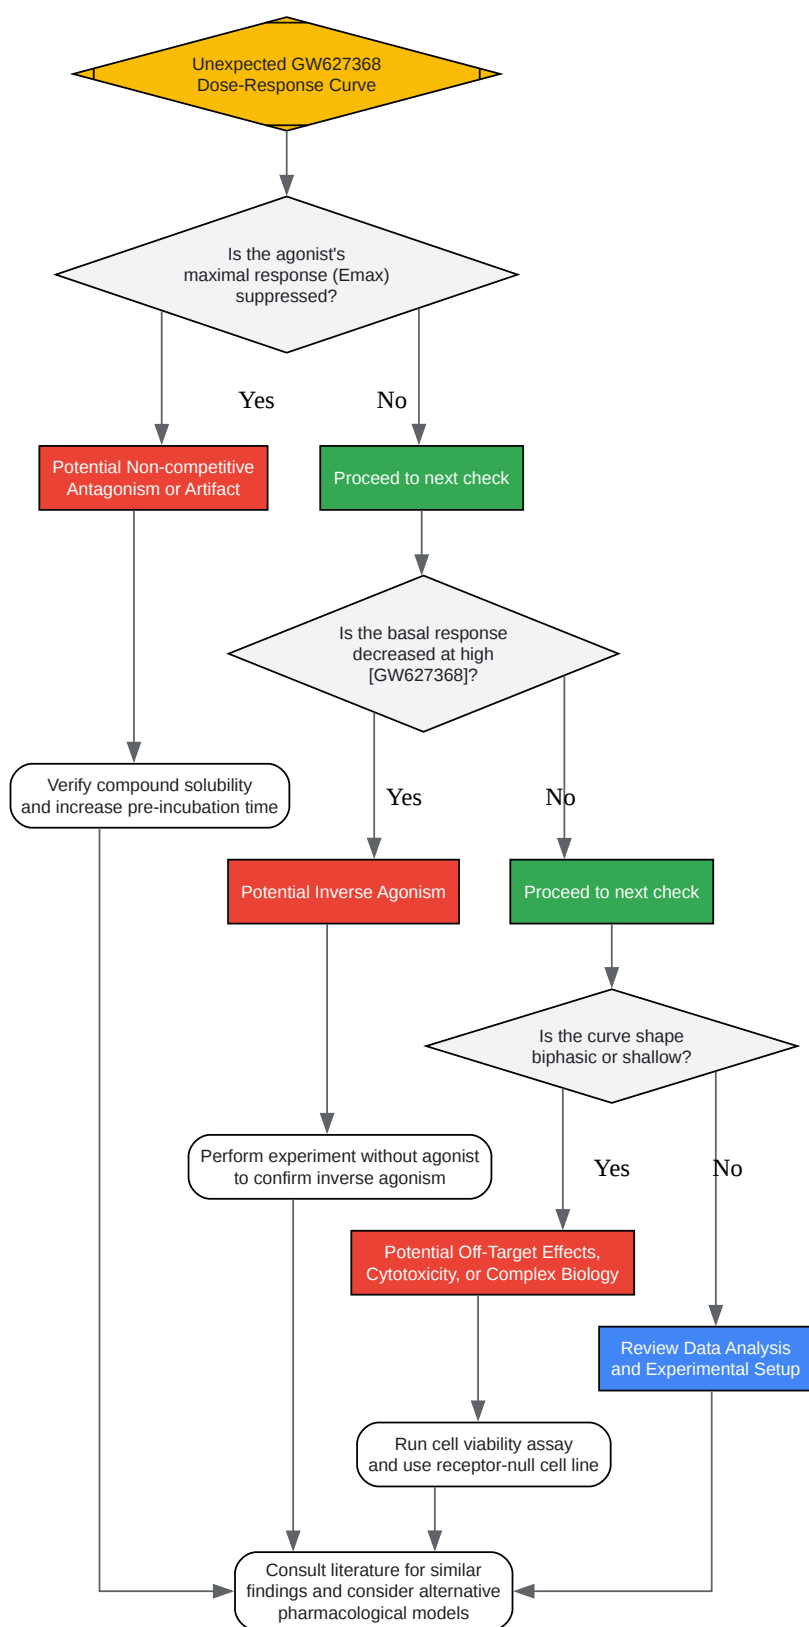 Unexpected GW627368
Dose-Response Curve
Is the agonist's
maximal response (Emax)
suppressed?
Yes
No
Potential Non-competitive
Antagonism or Artifact
Proceed to next check
Is the basal response
decreased at high
[GW627368]?
Verify compound solubility
and increase pre-incubation time
Yes
No
Potential Inverse Agonism
Proceed to next check
Is the curve shape
biphasic or shallow?
Perform experiment without agonist
to confirm inverse agonism
Yes
No
Potential Off-Target Effects,
Cytotoxicity, or Complex Biology
Review Data Analysis
and Experimental Setup
Run cell viability assay
and use receptor-null cell line
Consult literature for similar
findings and consider alternative
pharmacological models